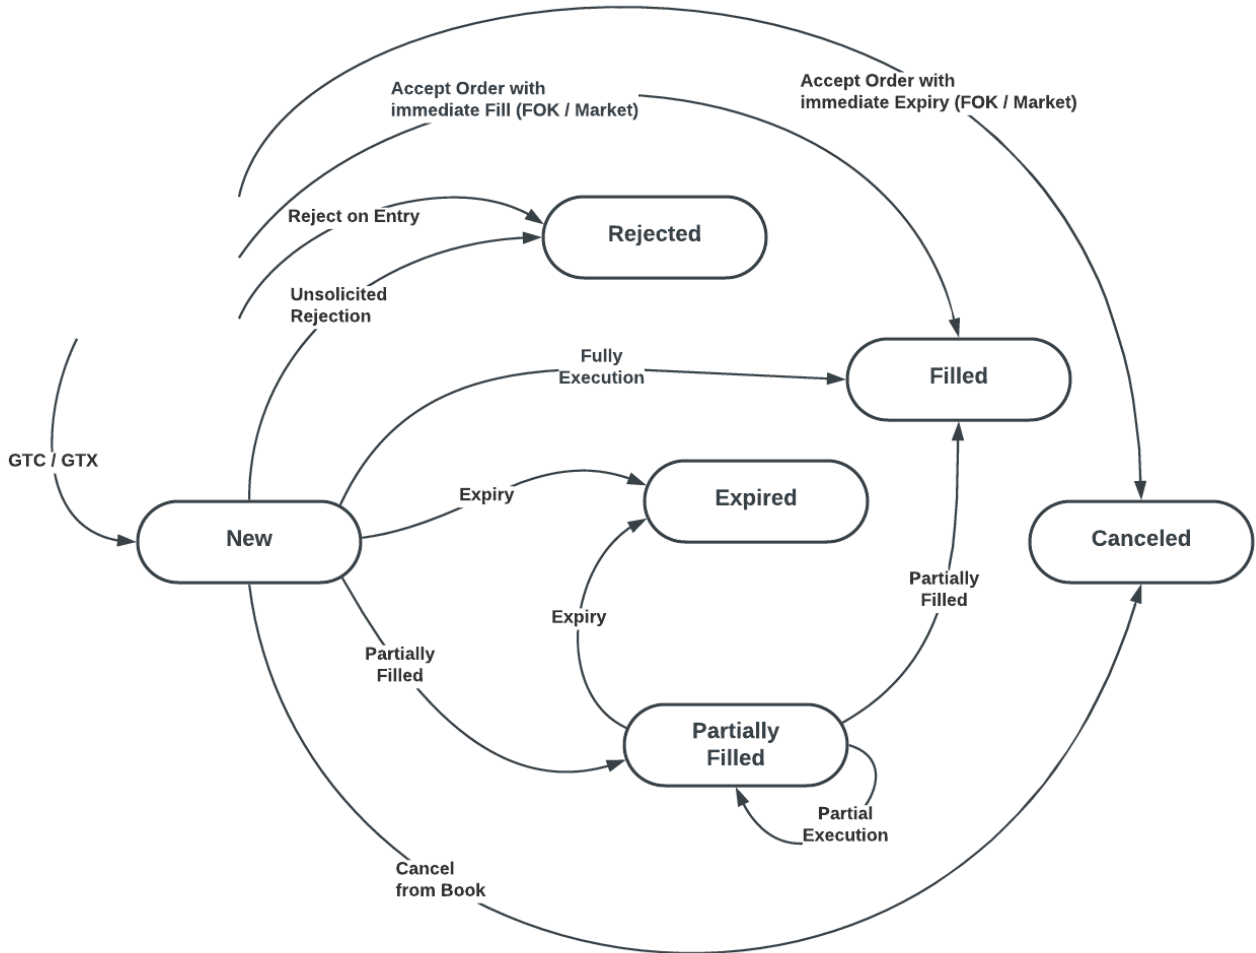 Accept Order with
immediate Expiry (FOK / Market)
Accept Order with
immediate Fill (FOK / Market)
Reject on Entry
Rejected
Unsolicited
Rejection
Fully
Execution
Filled
GTC / GTX
Expiry
Expired
New
Canceled
Expiry
Partially
Filled
Partially
Filled
Partially
Filled
Partial
Execution
Cancel
from Book